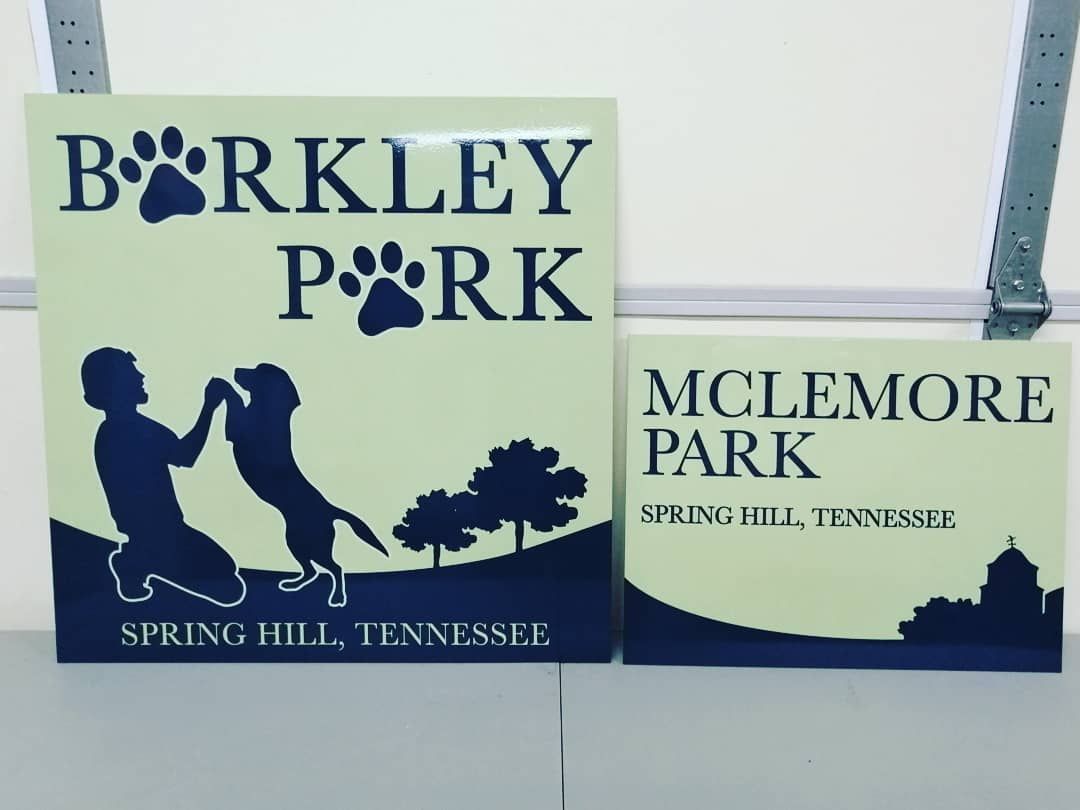 BARKLEY
PARK
SPRING HILL, TENNESSEE
MCLEMORE
PARK
SPRING HILL, TENNESSEE